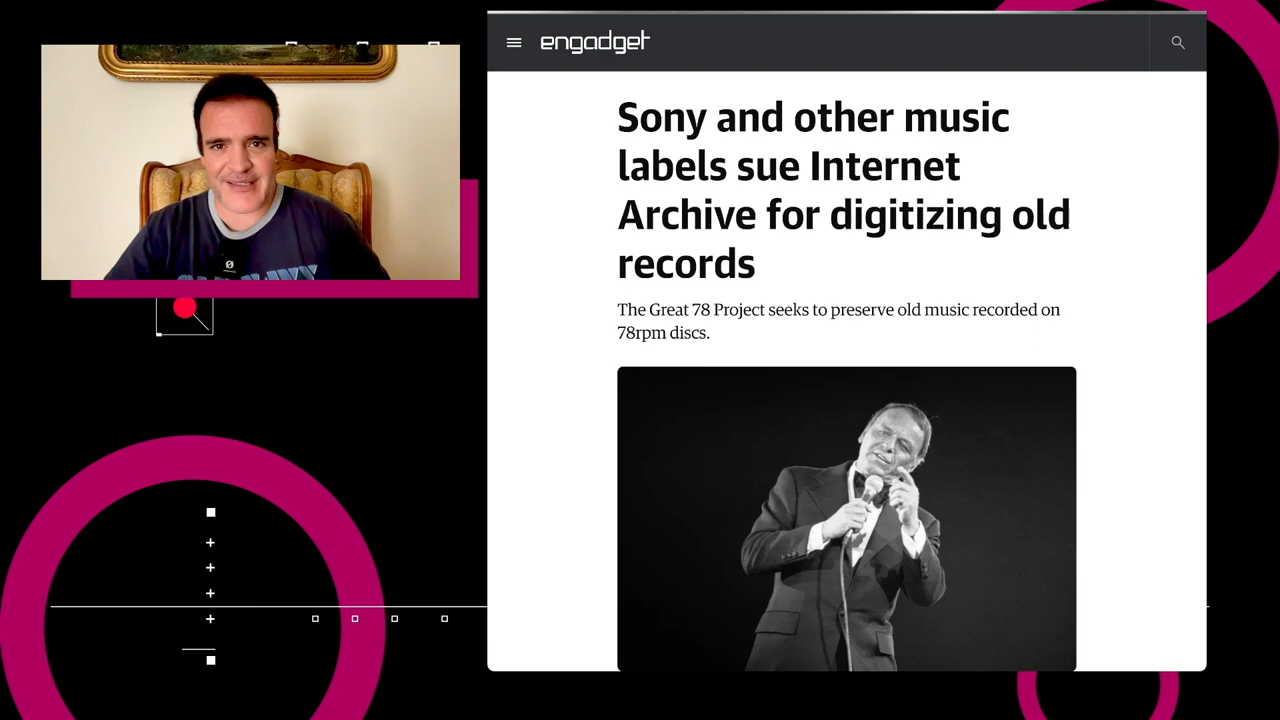 engadget
Sony and other music
labels sue Internet
Archive for digitizing old
records
The Great 78 Project seeks to preserve old music recorded on
78rpm discs.